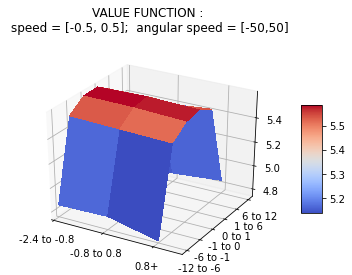 VALUE FUNCTION :
speed = [-0.5, 0.5];  angular speed = [-50,50]
5.4
5.2
5.0
4.8
5.5
5.4
5.3
5.2
6 to 12
1 to 6
0 to 1
-1 to 0
-6 to -1
-12 to -6
-2.4 to -0.8
-0.8 to 0.8
0.8+